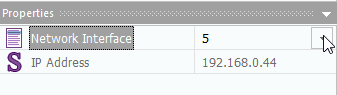 Properties
Network Interface 5
IP Address 192.168.0.44